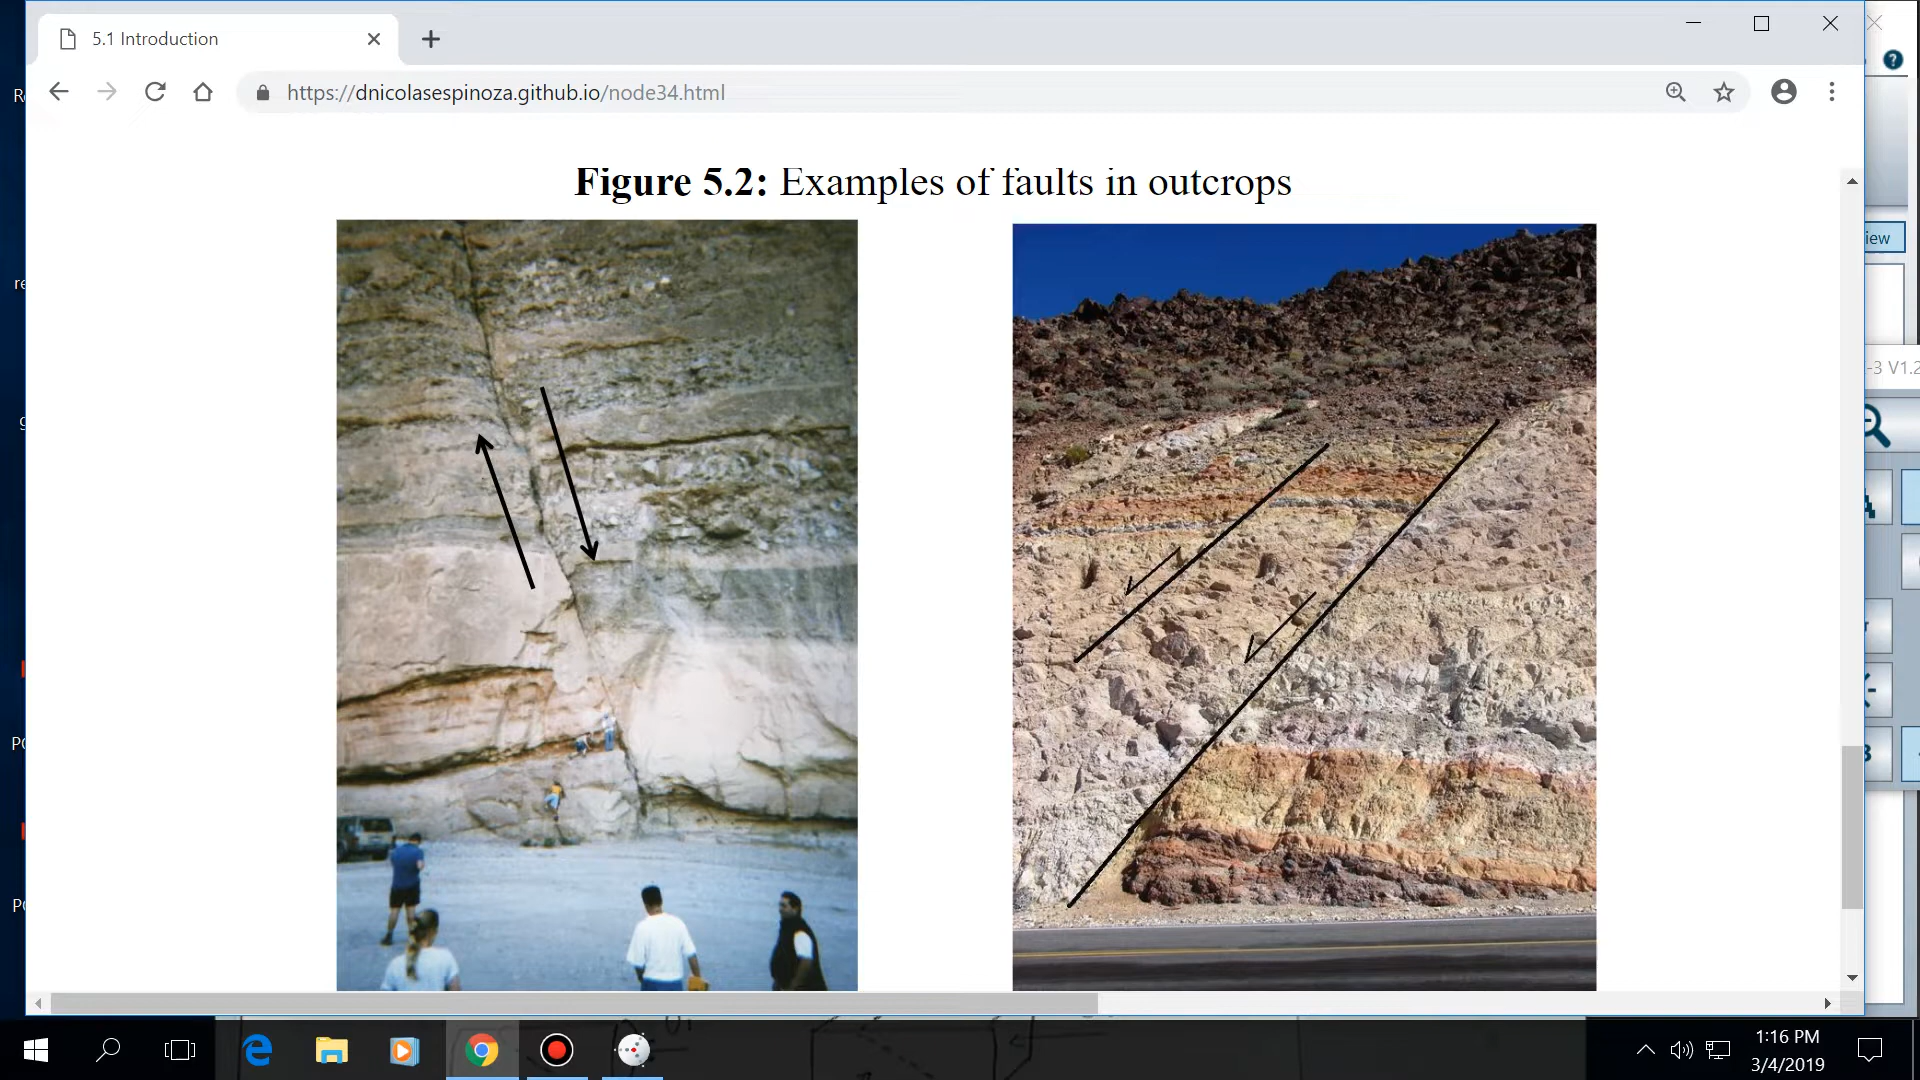 5.1 Introduction
https://dnicolasespinoza.github.io/node34.html
Figure 5.2: Examples of faults in outcrops
iew
-3 V1.2
1:16 PM
3/4/2019